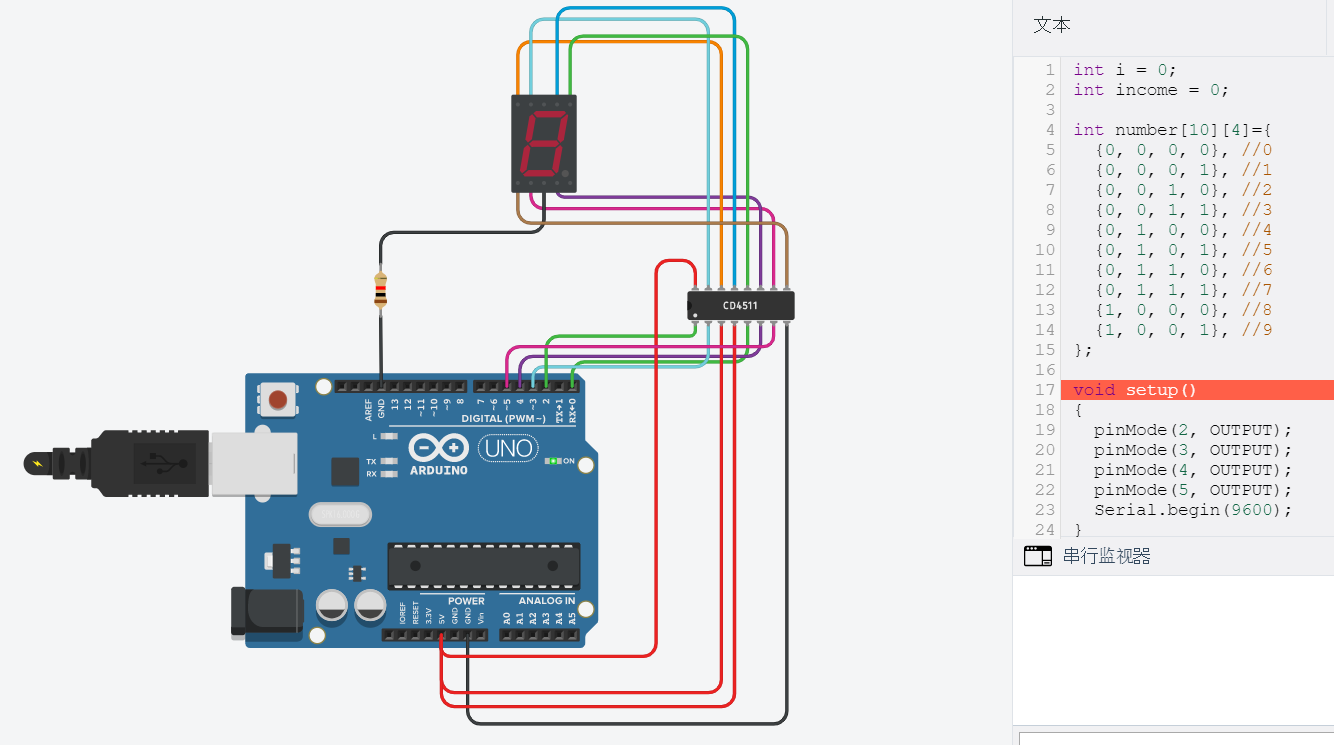 CD4511
AREF
GND
13
12
~11
~10
~9
8
7
~6
~5
4
~3
2
TX→1
RX←0
DIGITAL (PWM~)
L
TX
RX
ARDUINO
UNO
ON
POWER
ANALOG IN
IOREF
RESET
3.3V
5V
GND
GND
Vin
A0
A1
A2
A3
A4
A5
文本
1 int i = 0;
2 int income = 0;
3
4 int number[10][4]={
5 {0, 0, 0, 0}, //0
6 {0, 0, 0, 1}, //1
7 {0, 0, 1, 0}, //2
8 {0, 0, 1, 1}, //3
9 {0, 1, 0, 0}, //4
10 {0, 1, 0, 1}, //5
11 {0, 1, 1, 0}, //6
12 {0, 1, 1, 1}, //7
13 {1, 0, 0, 0}, //8
14 {1, 0, 0, 1}, //9
15 };
16
17 void setup()
18 {
19 pinMode(2, OUTPUT);
20 pinMode(3, OUTPUT);
21 pinMode(4, OUTPUT);
22 pinMode(5, OUTPUT);
23 Serial.begin(9600);
24 }
串行监视器